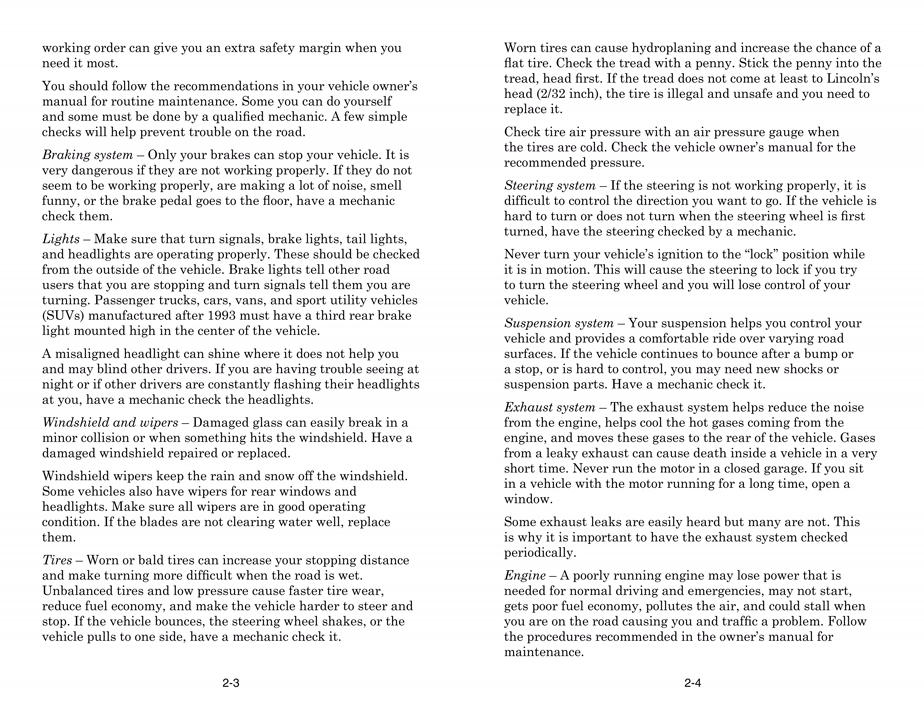 working order can give you an extra safety margin when you
need it most.
You should follow the recommendations in your vehicle owner's
manual for routine maintenance. Some you can do yourself
and some must be done by a qualified mechanic. A few simple
checks will help prevent trouble on the road.
Braking system – Only your brakes can stop your vehicle. It is
very dangerous if they are not working properly. If they do not
seem to be working properly, are making a lot of noise, smell
funny, or the brake pedal goes to the floor, have a mechanic
check them.
Lights – Make sure that turn signals, brake lights, tail lights,
and headlights are operating properly. These should be checked
from the outside of the vehicle. Brake lights tell other road
users that you are stopping and turn signals tell them you are
turning. Passenger trucks, cars, vans, and sport utility vehicles
(SUVs) manufactured after 1993 must have a third rear brake
light mounted high in the center of the vehicle.
A misaligned headlight can shine where it does not help you
and may blind other drivers. If you are having trouble seeing at
night or if other drivers are constantly flashing their headlights
at you, have a mechanic check the headlights.
Windshield and wipers – Damaged glass can easily break in a
minor collision or when something hits the windshield. Have a
damaged windshield repaired or replaced.
Windshield wipers keep the rain and snow off the windshield.
Some vehicles also have wipers for rear windows and
headlights. Make sure all wipers are in good operating
condition. If the blades are not clearing water well, replace
them.
Tires – Worn or bald tires can increase your stopping distance
and make turning more difficult when the road is wet.
Unbalanced tires and low pressure cause faster tire wear,
reduce fuel economy, and make the vehicle harder to steer and
stop. If the vehicle bounces, the steering wheel shakes, or the
vehicle pulls to one side, have a mechanic check it.
2-3
Worn tires can cause hydroplaning and increase the chance of a
flat tire. Check the tread with a penny. Stick the penny into the
tread, head first. If the tread does not come at least to Lincoln's
head (2/32 inch), the tire is illegal and unsafe and you need to
replace it.
Check tire air pressure with an air pressure gauge when
the tires are cold. Check the vehicle owner's manual for the
recommended pressure.
Steering system – If the steering is not working properly, it is
difficult to control the direction you want to go. If the vehicle is
hard to turn or does not turn when the steering wheel is first
turned, have the steering checked by a mechanic.
Never turn your vehicle's ignition to the “lock” position while
it is in motion. This will cause the steering to lock if you try
to turn the steering wheel and you will lose control of your
vehicle.
Suspension system – Your suspension helps you control your
vehicle and provides a comfortable ride over varying road
surfaces. If the vehicle continues to bounce after a bump or
a stop, or is hard to control, you may need new shocks or
suspension parts. Have a mechanic check it.
Exhaust system – The exhaust system helps reduce the noise
from the engine, helps cool the hot gases coming from the
engine, and moves these gases to the rear of the vehicle. Gases
from a leaky exhaust can cause death inside a vehicle in a very
short time. Never run the motor in a closed garage. If you sit
in a vehicle with the motor running for a long time, open a
window.
Some exhaust leaks are easily heard but many are not. This
is why it is important to have the exhaust system checked
periodically.
Engine – A poorly running engine may lose power that is
needed for normal driving and emergencies, may not start,
gets poor fuel economy, pollutes the air, and could stall when
you are on the road causing you and traffic a problem. Follow
the procedures recommended in the owner's manual for
maintenance.
2-4